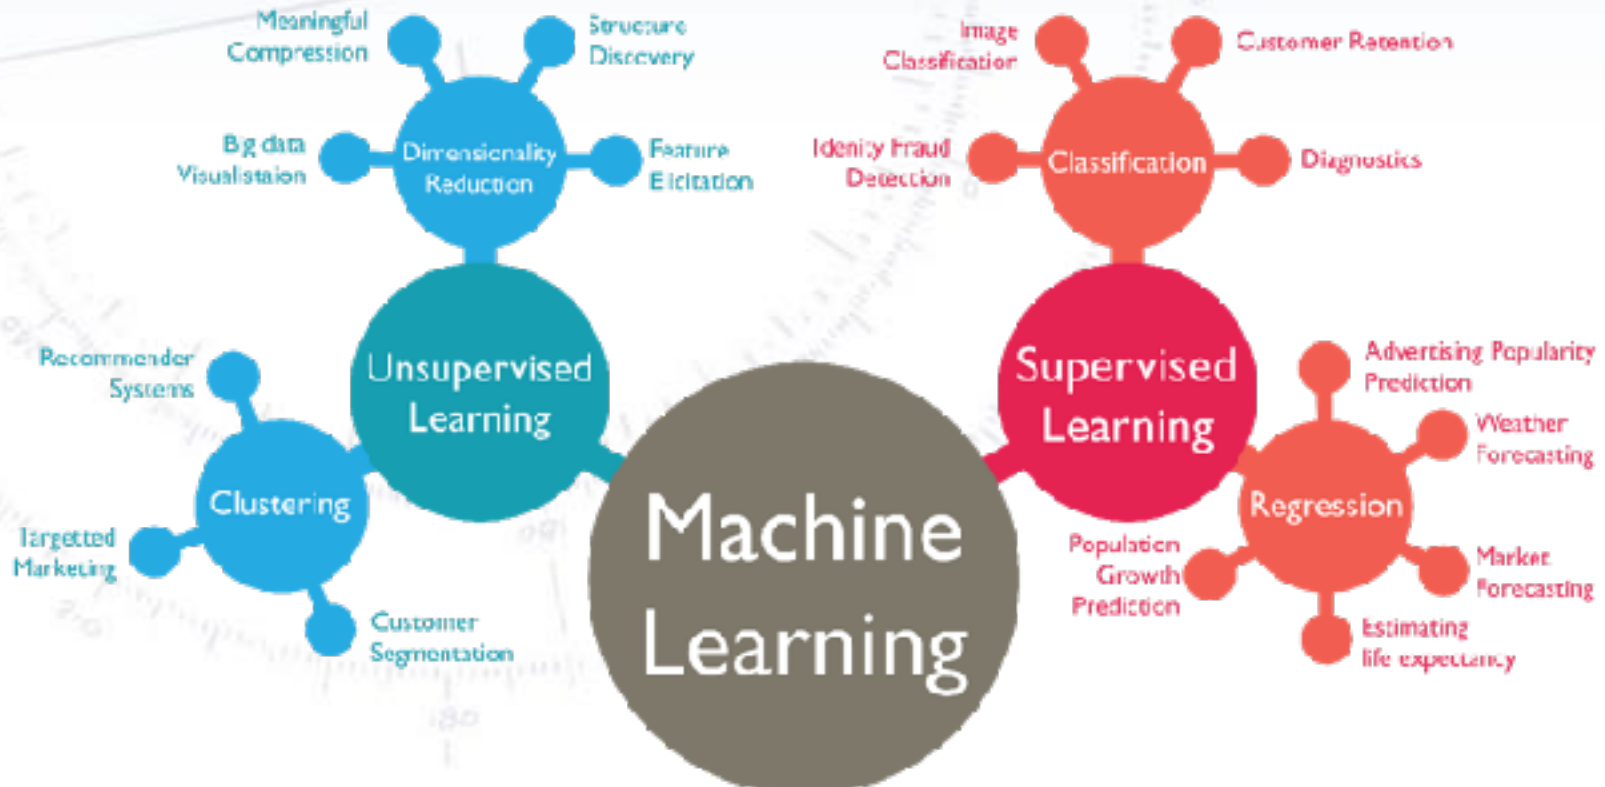 Meaningful
Compression
Structure
Discovery
Big data
Visualistaion
Dimensionality
Reduction
Feature
Elicitation
Unsupervised
Learning
Recommender
Systems
Clustering
Targetted
Marketing
Customer
Segmentation
Machine
Learning
Image
Classification
Customer Retention
Idenity Fraud
Detection
Classification
Diagnostics
Supervised
Learning
Advertising Popularity
Prediction
Weather
Forecasting
Regression
Population
Growth
Prediction
Market
Forecasting
Estimating
life expectancy
180